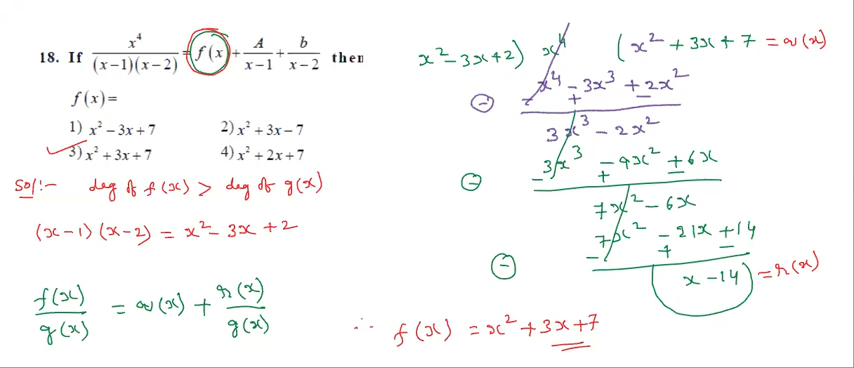 18. If x⁴/((x−1)(x−2)) = f(x) + A/(x−1) + b/(x−2) then
f(x) =
1) x² − 3x + 7 2) x² + 3x − 7
3) x² + 3x + 7 4) x² + 2x + 7
Sol:- deg of f(x) > deg of g(x)
(x−1) (x−2) = x² − 3x + 2
f(x)/g(x) = q(x) + r(x)/g(x)
x² − 3x + 2) x⁴ (x² + 3x + 7 = q(x)
x⁴ − 3x³ + 2x²
− + −
3x³ − 2x²
3x³ − 9x² + 6x
− + −
7x² − 6x
7x² − 21x + 14
− + −
x − 14 = r(x)
∴ f(x) = x² + 3x + 7